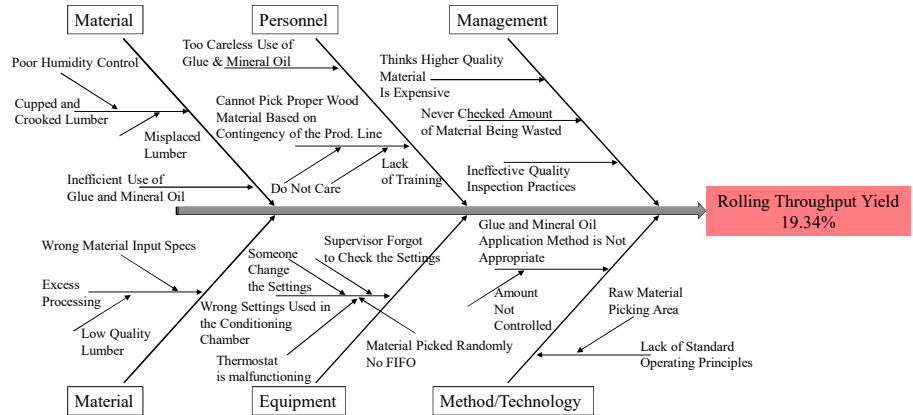 Material
Personnel
Management
Too Careless Use of
Glue & Mineral Oil
Poor Humidity Control
Thinks Higher Quality
Material
Is Expensive
Cupped and
Crooked Lumber
Cannot Pick Proper Wood
Material Based on
Contingency of the Prod. Line
Never Checked Amount
of Material Being Wasted
Misplaced
Lumber
Lack
of Training
Do Not Care
Inefficient Use of
Glue and Mineral Oil
Ineffective Quality
Inspection Practices
Rolling Throughput Yield
19.34%
Wrong Material Input Specs
Someone
Change
the Settings
Supervisor Forgot
to Check the Settings
Glue and Mineral Oil
Application Method is Not
Appropriate
Excess
Processing
Wrong Settings Used in
the Conditioning
Chamber
Amount
Not
Controlled
Raw Material
Picking Area
Low Quality
Lumber
Thermostat
is malfunctioning
Material Picked Randomly
No FIFO
Lack of Standard
Operating Principles
Material
Equipment
Method/Technology